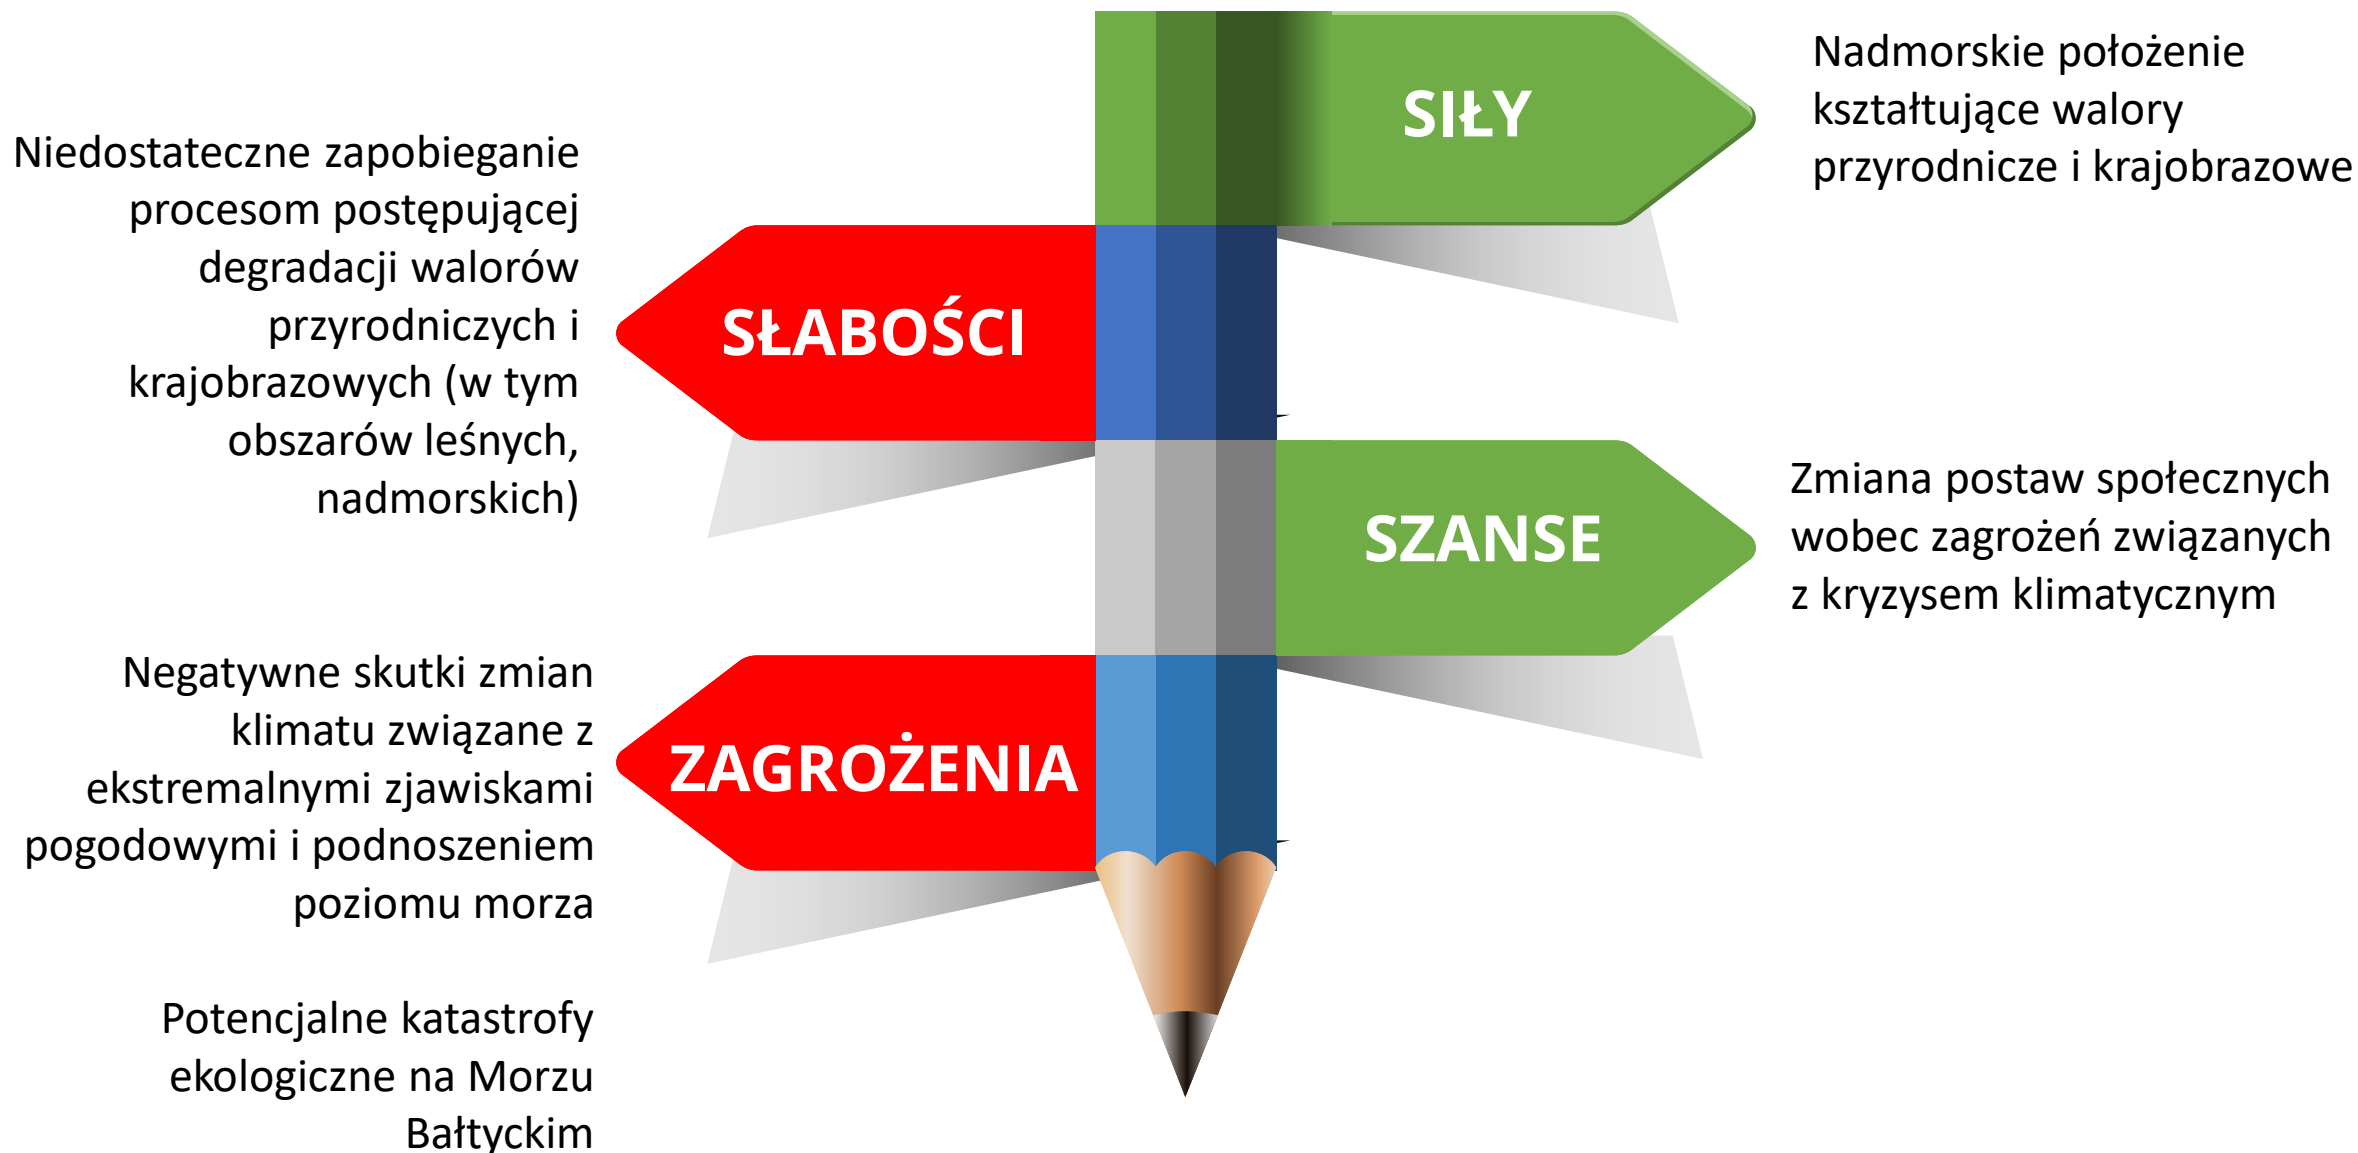 SIŁY
Nadmorskie położenie
kształtujące walory
przyrodnicze i krajobrazowe
Niedostateczne zapobieganie
procesom postępującej
degradacji walorów
przyrodniczych i
krajobrazowych (w tym
obszarów leśnych,
nadmorskich)
SŁABOŚCI
SZANSE
Zmiana postaw społecznych
wobec zagrożeń związanych
z kryzysem klimatycznym
Negatywne skutki zmian
klimatu związane z
ekstremalnymi zjawiskami
pogodowymi i podnoszeniem
poziomu morza
ZAGROŻENIA
Potencjalne katastrofy
ekologiczne na Morzu
Bałtyckim